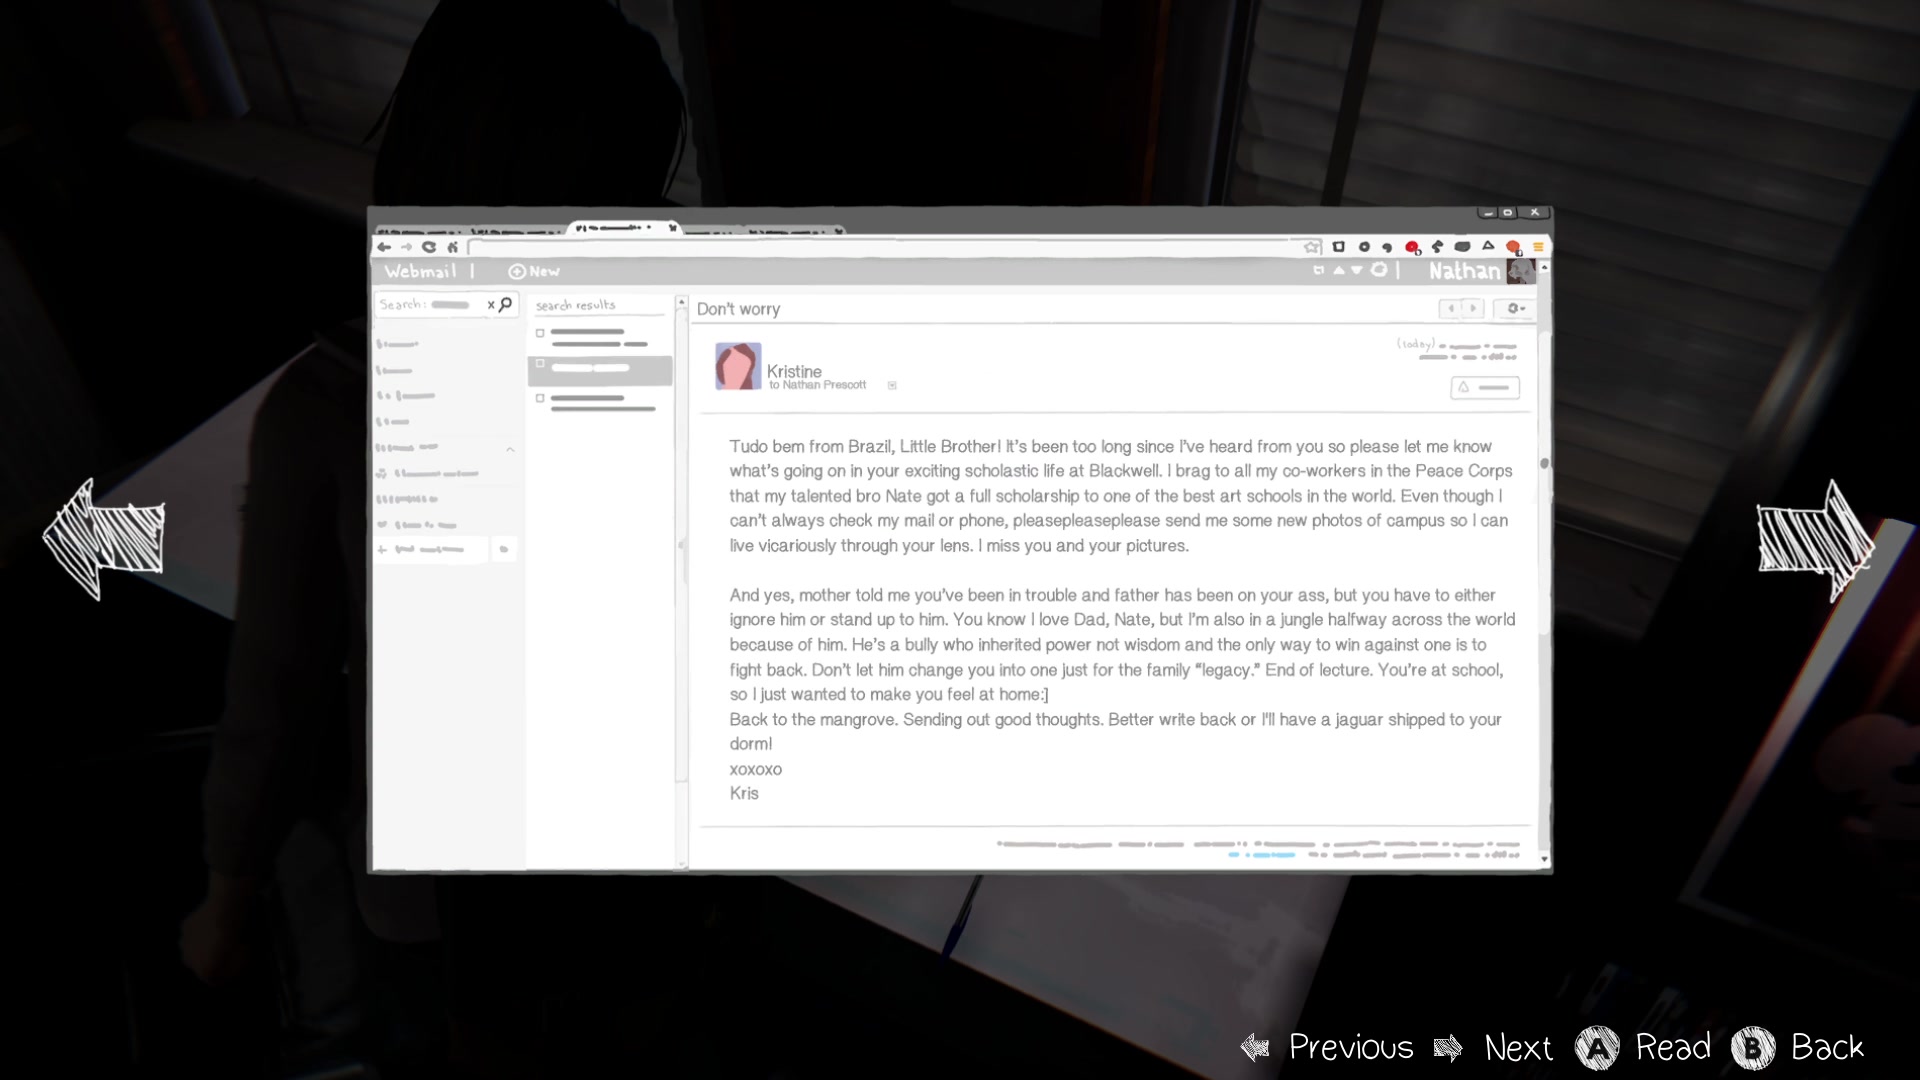 Webmail
New
Nathan
Search:
search results
Don't worry
(today)
Kristine
to Nathan Prescott
Tudo bem from Brazil, Little Brother! It's been too long since I've heard from you so please let me know
what's going on in your exciting scholastic life at Blackwell. I brag to all my co-workers in the Peace Corps
that my talented bro Nate got a full scholarship to one of the best art schools in the world. Even though I
can't always check my mail or phone, pleasepleaseplease send me some new photos of campus so I can
live vicariously through your lens. I miss you and your pictures.
And yes, mother told me you've been in trouble and father has been on your ass, but you have to either
ignore him or stand up to him. You know I love Dad, Nate, but I'm also in a jungle halfway across the world
because of him. He's a bully who inherited power not wisdom and the only way to win against one is to
fight back. Don't let him change you into one just for the family “legacy.” End of lecture. You're at school,
so I just wanted to make you feel at home:]
Back to the mangrove. Sending out good thoughts. Better write back or I'll have a jaguar shipped to your
dorm!
xoxoxo
Kris
Previous Next A Read B Back